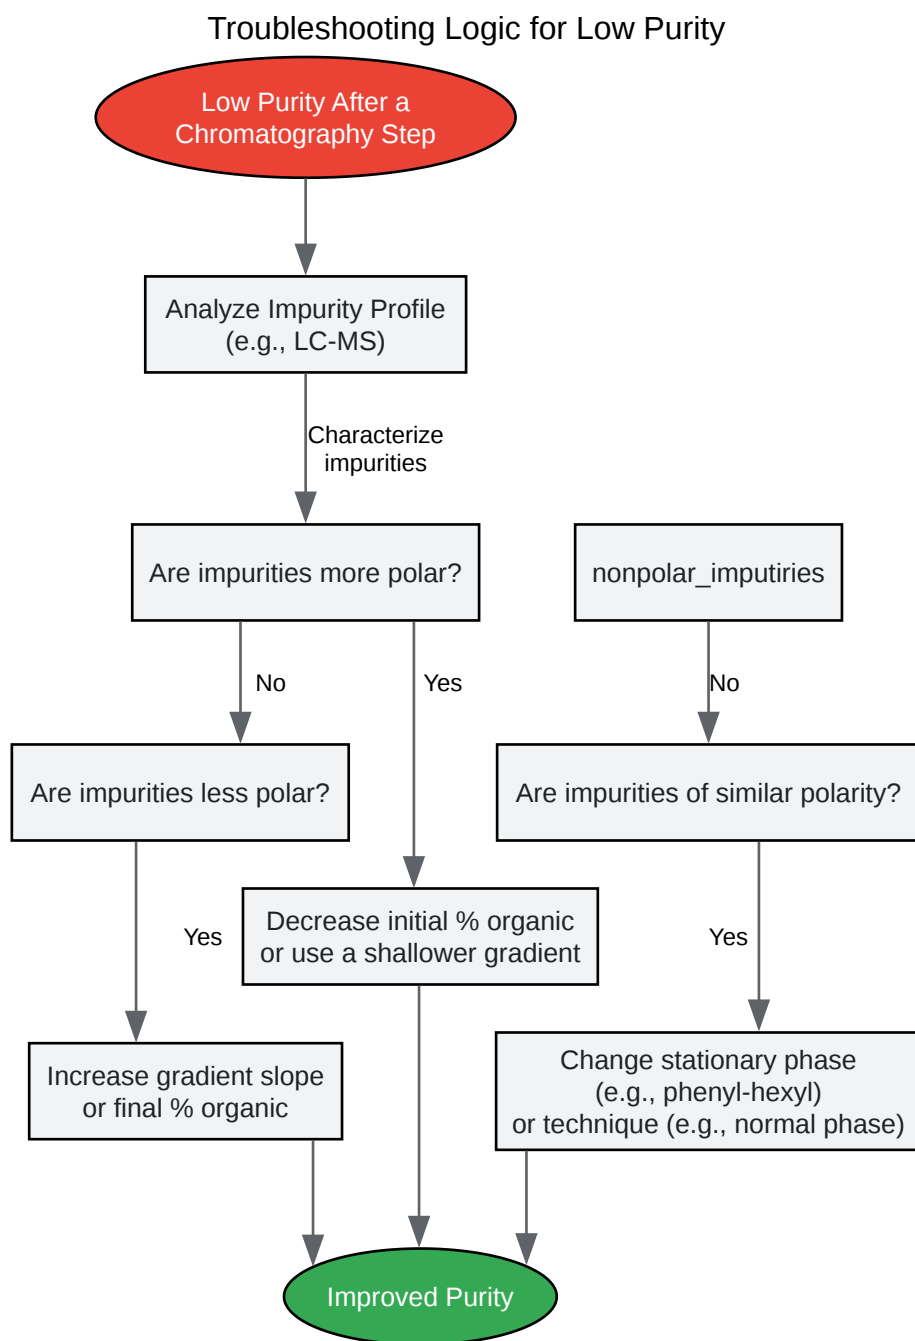 Troubleshooting Logic for Low Purity
Low Purity After a
Chromatography Step
Analyze Impurity Profile
(e.g., LC-MS)
Characterize
impurities
Are impurities more polar?
nonpolar_imputiries
No
Yes
No
Are impurities less polar?
Are impurities of similar polarity?
Yes
Decrease initial % organic
or use a shallower gradient
Yes
Increase gradient slope
or final % organic
Change stationary phase
(e.g., phenyl-hexyl)
or technique (e.g., normal phase)
Improved Purity